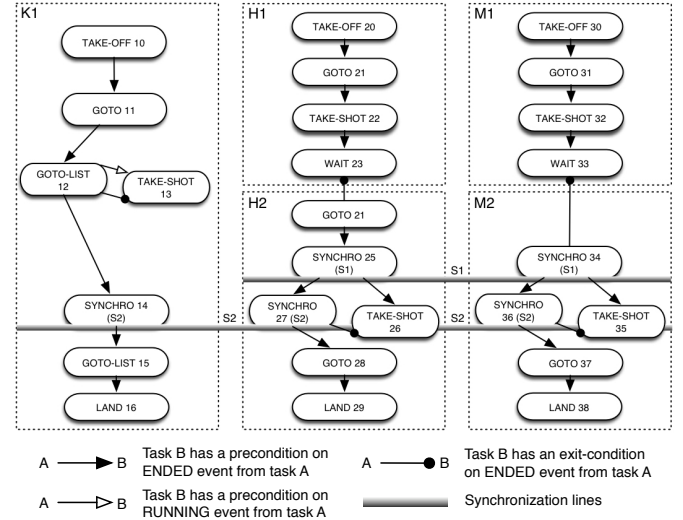 K1
TAKE-OFF 10
GOTO 11
GOTO-LIST
12
TAKE-SHOT
13
SYNCHRO 14
(S2)
GOTO-LIST 15
LAND 16
H1
TAKE-OFF 20
GOTO 21
TAKE-SHOT 22
WAIT 23
H2
GOTO 21
SYNCHRO 25
(S1)
S2
SYNCHRO
27 (S2)
TAKE-SHOT
26
GOTO 28
LAND 29
M1
TAKE-OFF 30
GOTO 31
TAKE-SHOT 32
WAIT 33
M2
SYNCHRO 34
(S1)
S1
S2
SYNCHRO
36 (S2)
TAKE-SHOT
35
GOTO 37
LAND 38
A B Task B has a precondition on
ENDED event from task A
A B Task B has a precondition on
RUNNING event from task A
A B Task B has an exit-condition
on ENDED event from task A
Synchronization lines